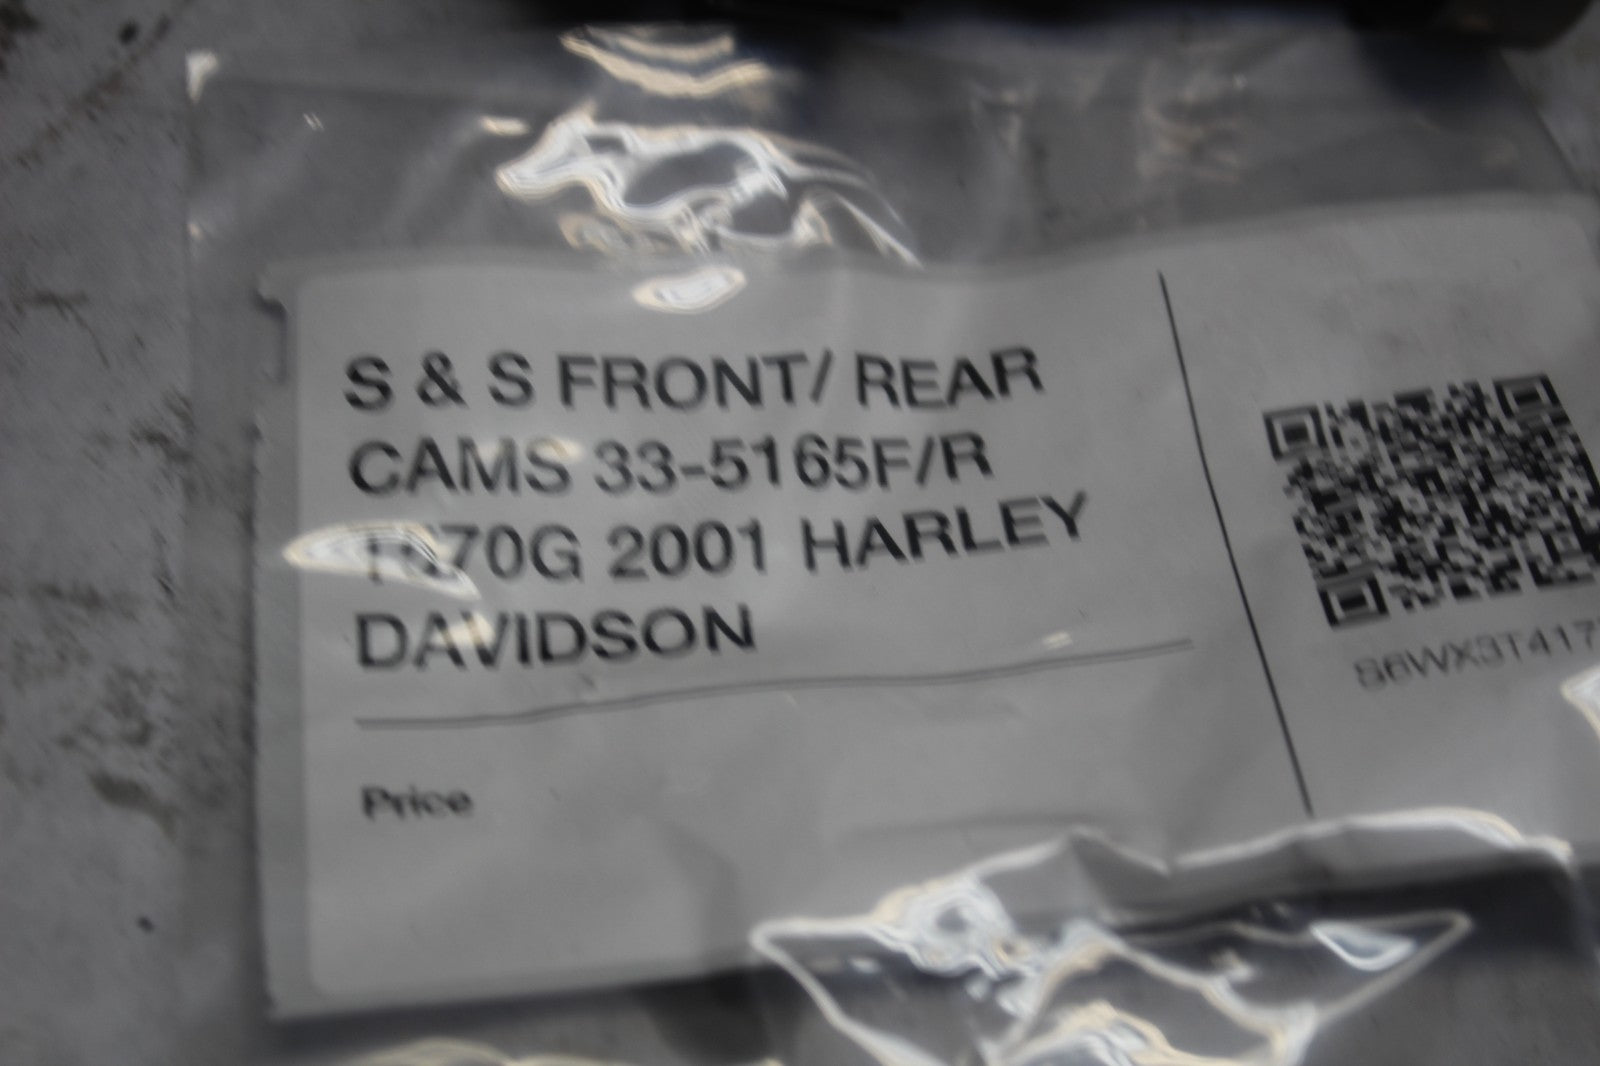 S & S FRONT/ REAR
CAMS 33-5165F/R
2001 HARLEY
DAVIDSON
Price